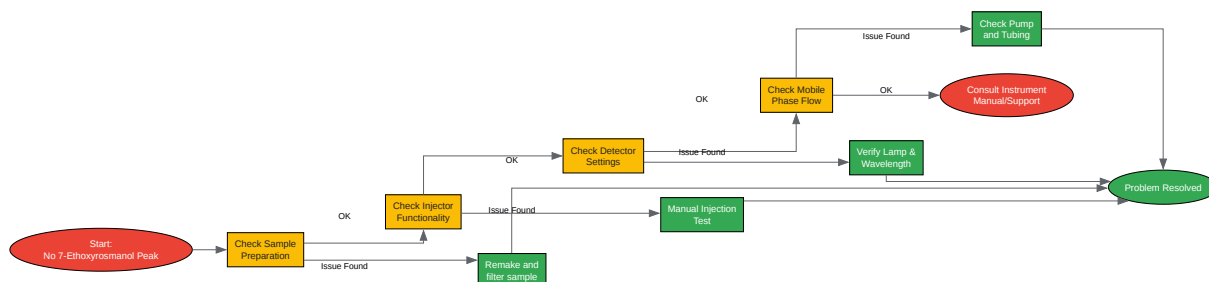 Start:
No 7-Ethoxyrosmanol Peak
Check Sample
Preparation
OK
Issue Found
Check Injector
Functionality
Remake and
filter sample
OK
Issue Found
Check Detector
Settings
Manual Injection
Test
OK
Issue Found
Check Mobile
Phase Flow
Verify Lamp &
Wavelength
Issue Found
OK
Check Pump
and Tubing
Consult Instrument
Manual/Support
Problem Resolved